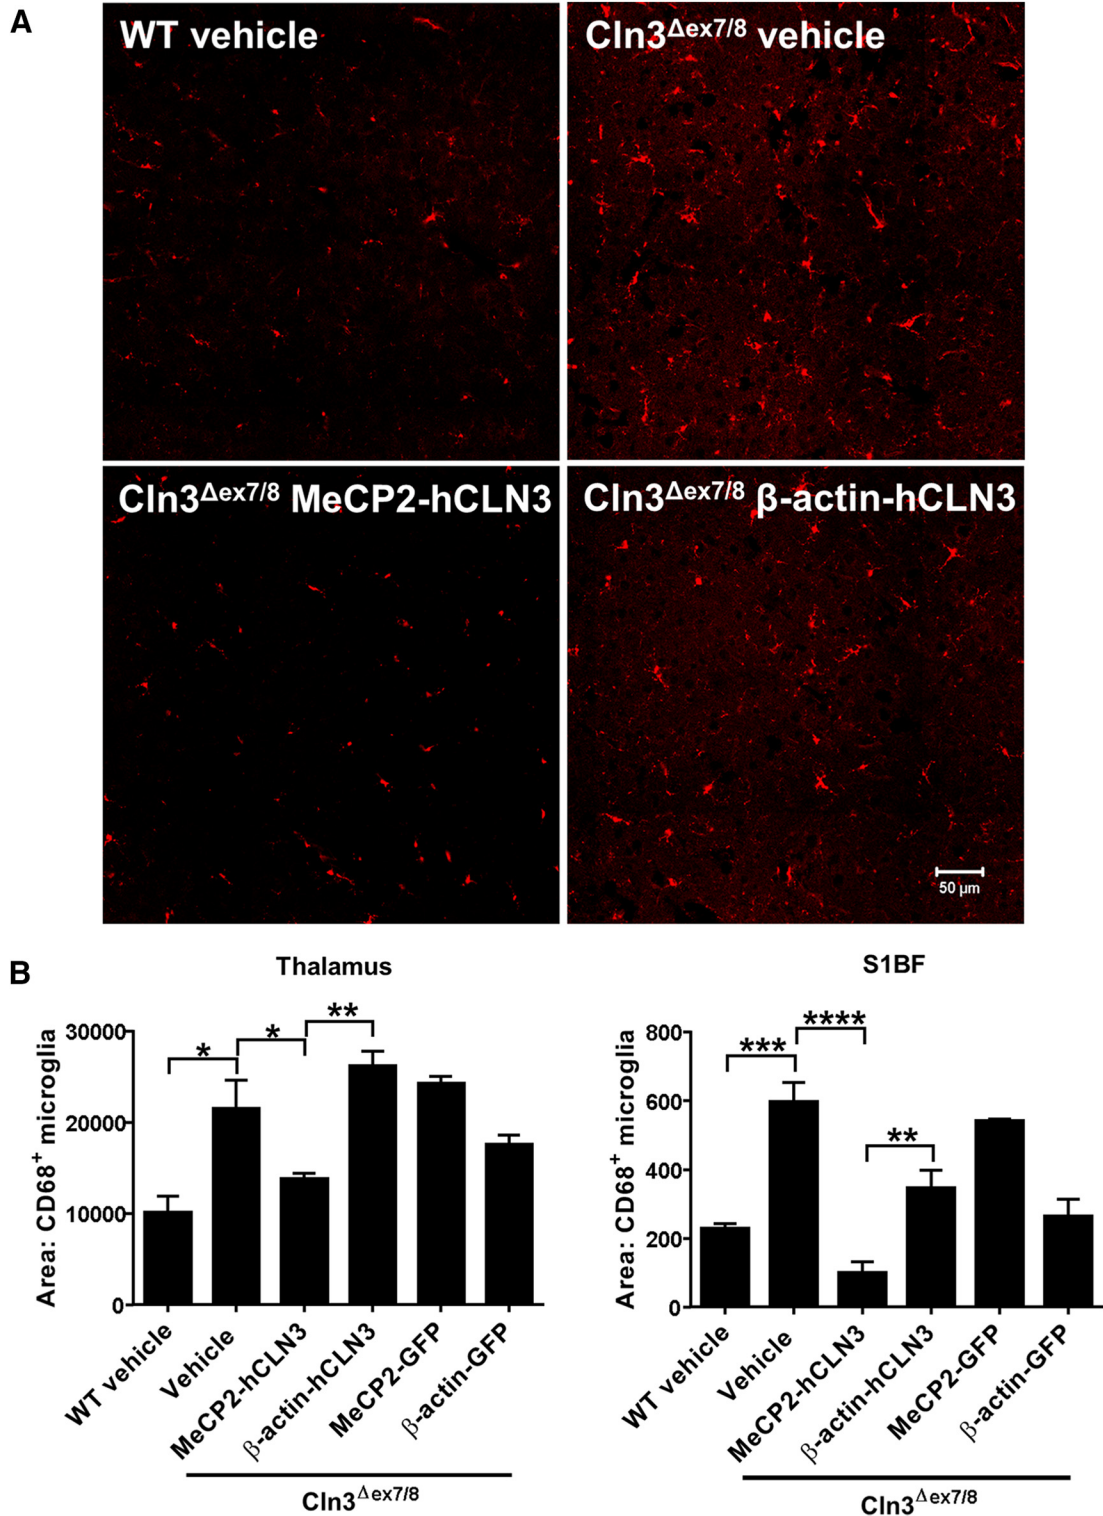 A
WT vehicle
Cln3Δex7/8 vehicle
Cln3Δex7/8 MeCP2-hCLN3
Cln3Δex7/8 β-actin-hCLN3
50 µm
B
Thalamus
Area: CD68+ microglia
30000
20000
10000
0
*
*
**
WT vehicle
Vehicle
MeCP2-hCLN3
β-actin-hCLN3
MeCP2-GFP
β-actin-GFP
Cln3Δex7/8
S1BF
Area: CD68+ microglia
800
600
400
200
0
***
****
**
WT vehicle
Vehicle
MeCP2-hCLN3
β-actin-hCLN3
MeCP2-GFP
β-actin-GFP
Cln3Δex7/8